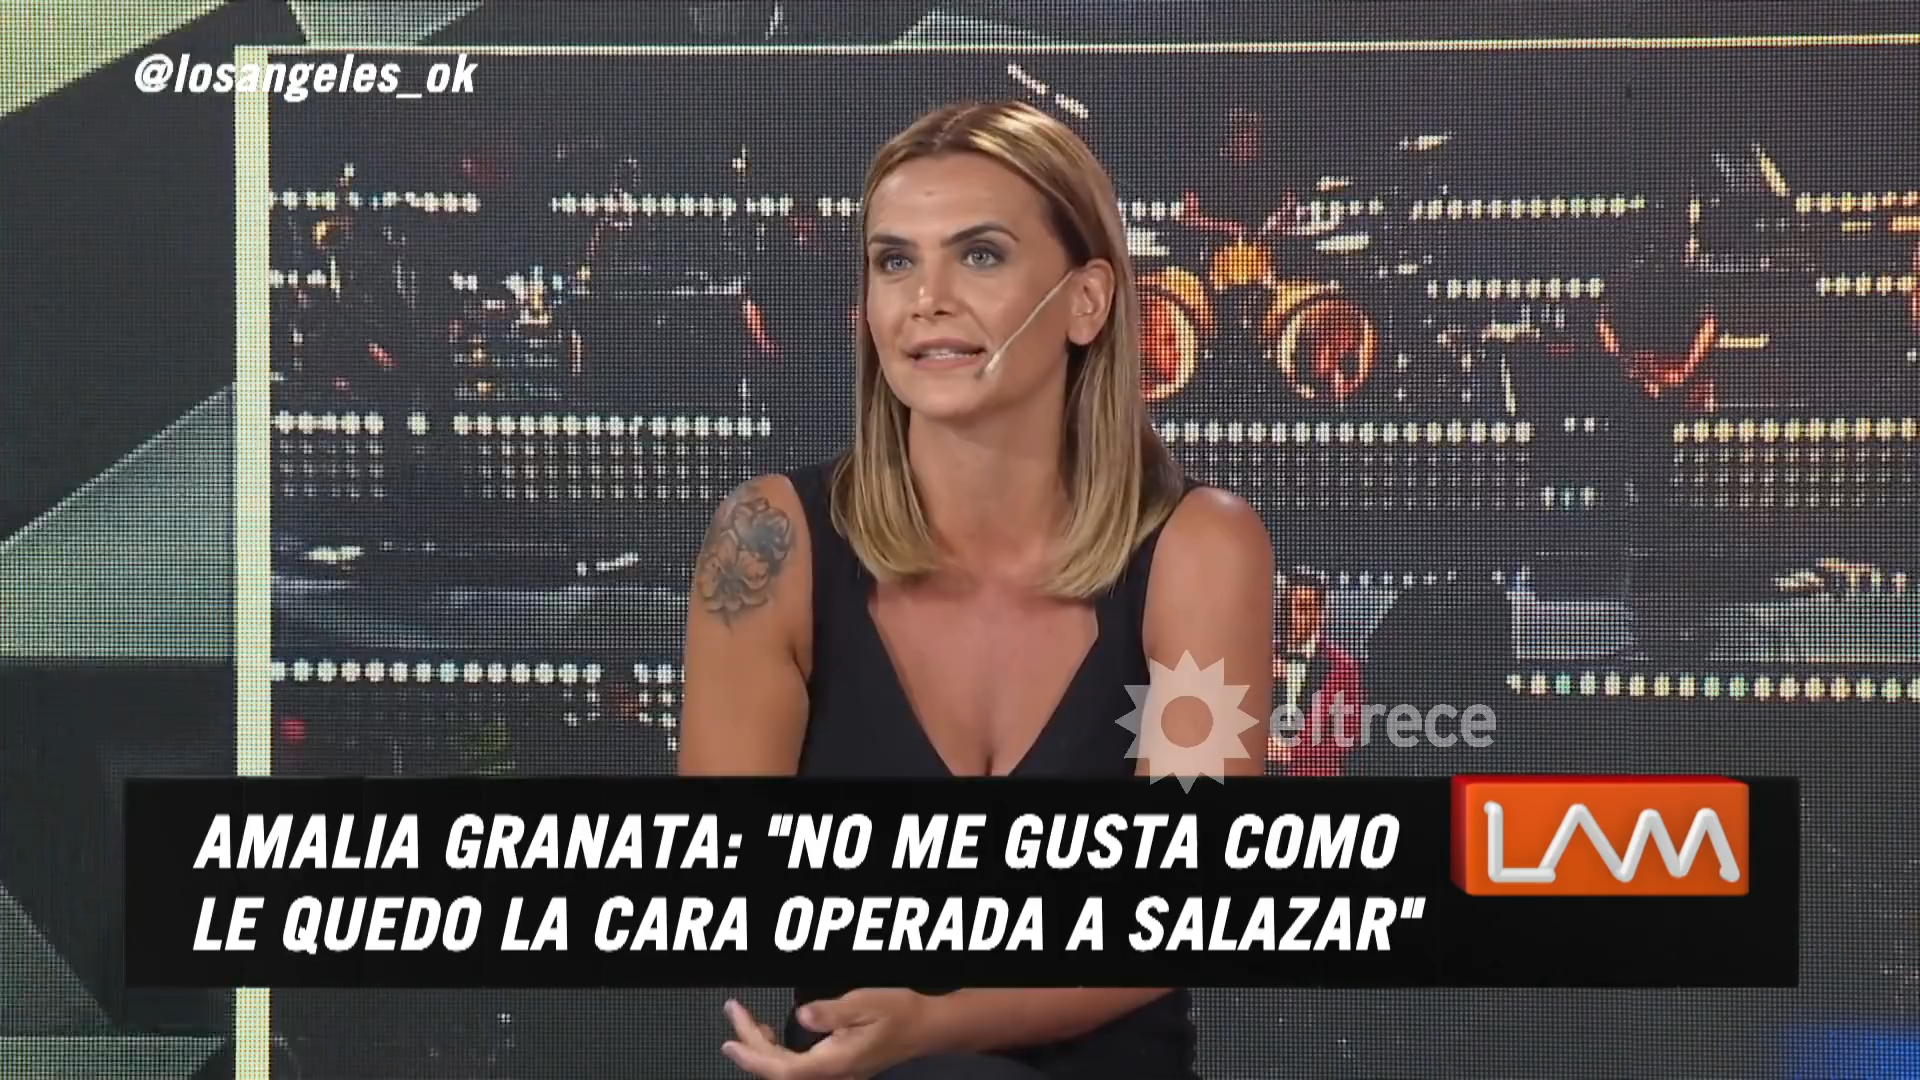 @losangeles_ok
eltrece
LAM
AMALIA GRANATA: "NO ME GUSTA COMO
LE QUEDO LA CARA OPERADA A SALAZAR"